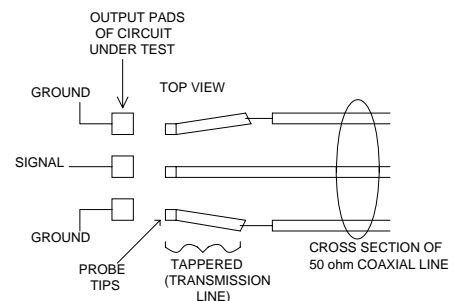 OUTPUT PADS
OF CIRCUIT
UNDER TEST
TOP VIEW
GROUND
SIGNAL
GROUND
PROBE
TIPS
TAPPERED
(TRANSMISSION
LINE)
CROSS SECTION OF
50 ohm COAXIAL LINE